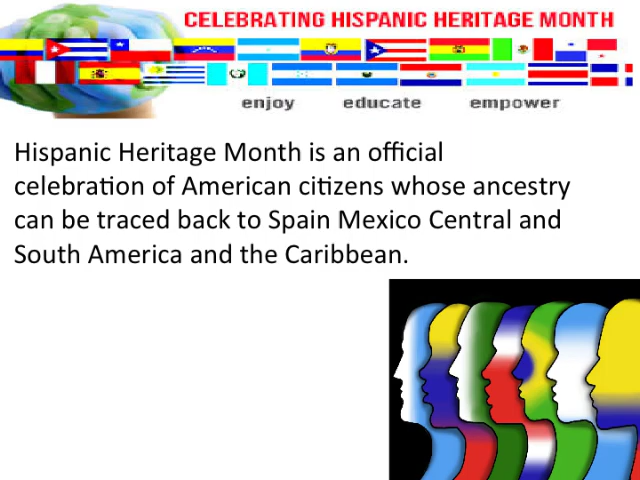 CELEBRATING HISPANIC HERITAGE MONTH
enjoy educate empower
Hispanic Heritage Month is an official
celebration of American citizens whose ancestry
can be traced back to Spain Mexico Central and
South America and the Caribbean.